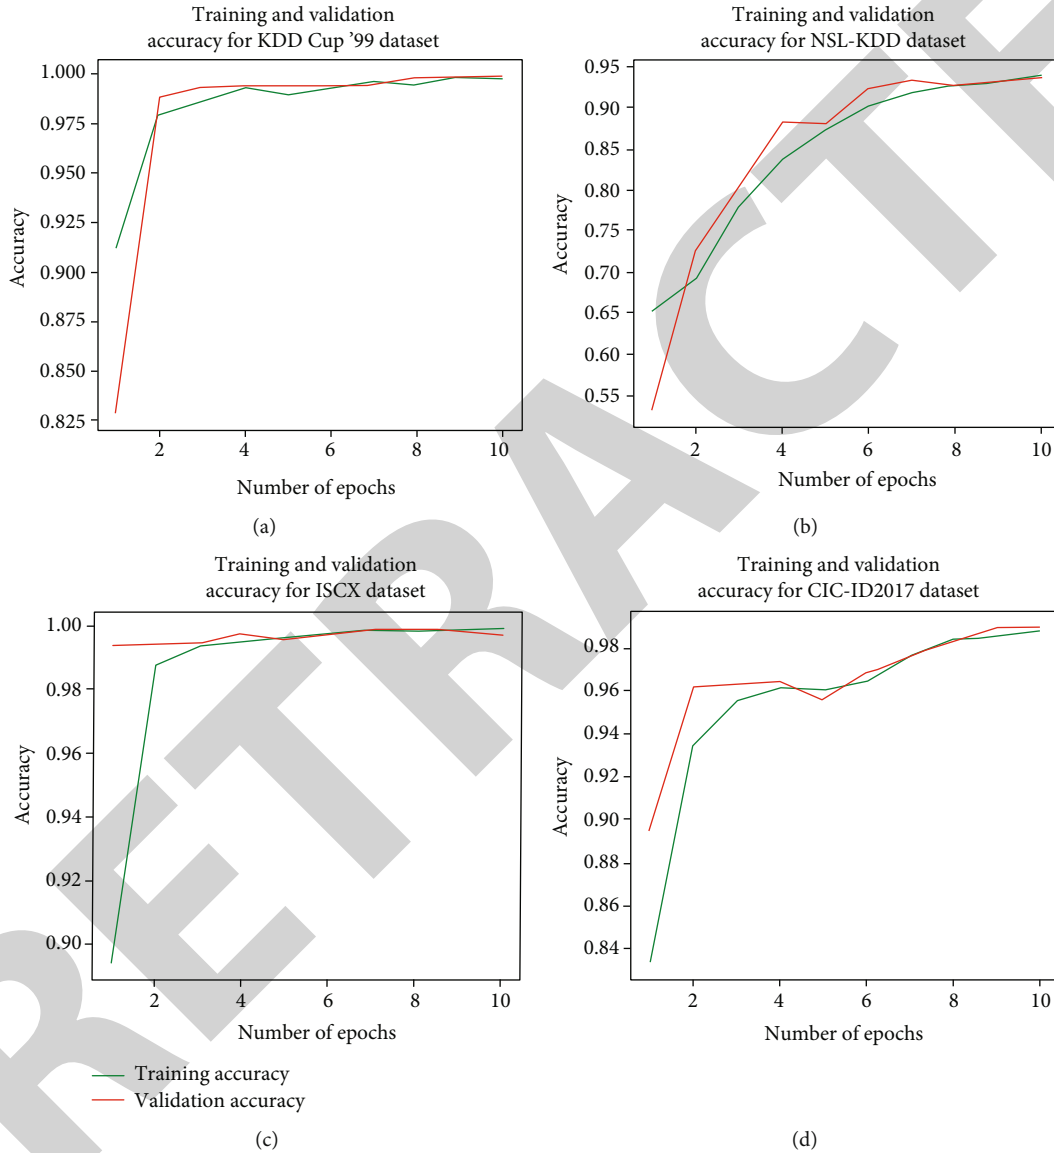 Training and validation
accuracy for KDD Cup ’99 dataset
1.000
0.975
0.950
0.925
0.900
0.875
0.850
0.825
Accuracy
2
4
6
8
10
Number of epochs
(a)
Training and validation
accuracy for NSL-KDD dataset
0.95
0.90
0.85
0.80
0.75
0.70
0.65
0.60
0.55
Accuracy
2
4
6
8
10
Number of epochs
(b)
Training and validation
accuracy for ISCX dataset
1.00
0.98
0.96
0.94
0.92
0.90
Accuracy
2
4
6
8
10
Number of epochs
Training accuracy
Validation accuracy
(c)
Training and validation
accuracy for CIC-ID2017 dataset
0.98
0.96
0.94
0.92
0.90
0.88
0.86
0.84
Accuracy
2
4
6
8
10
Number of epochs
(d)
RETRACTE